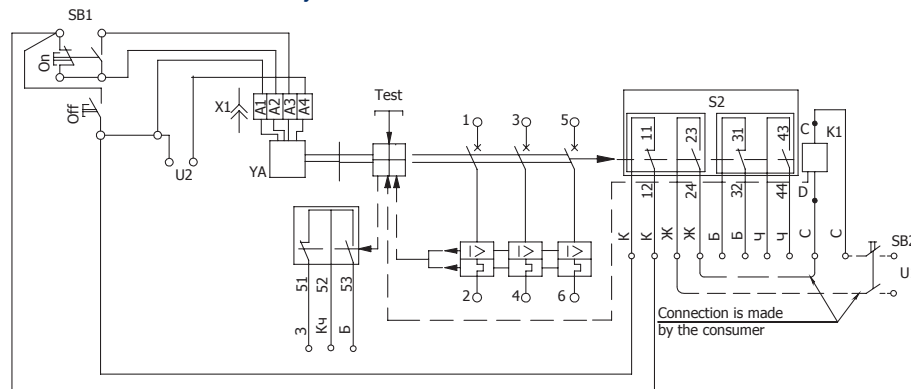 SB1
On
Off
X1
A1
A2
A3
A4
YA
U2
Test
1
3
5
2
4
6
51
52
53
З
Кч
Б
S2
11
23
31
43
12
24
32
44
C
K1
D
К
К
Ж
Ж
Б
Б
Ч
Ч
С
С
SB2
U
Connection is made
by the consumer